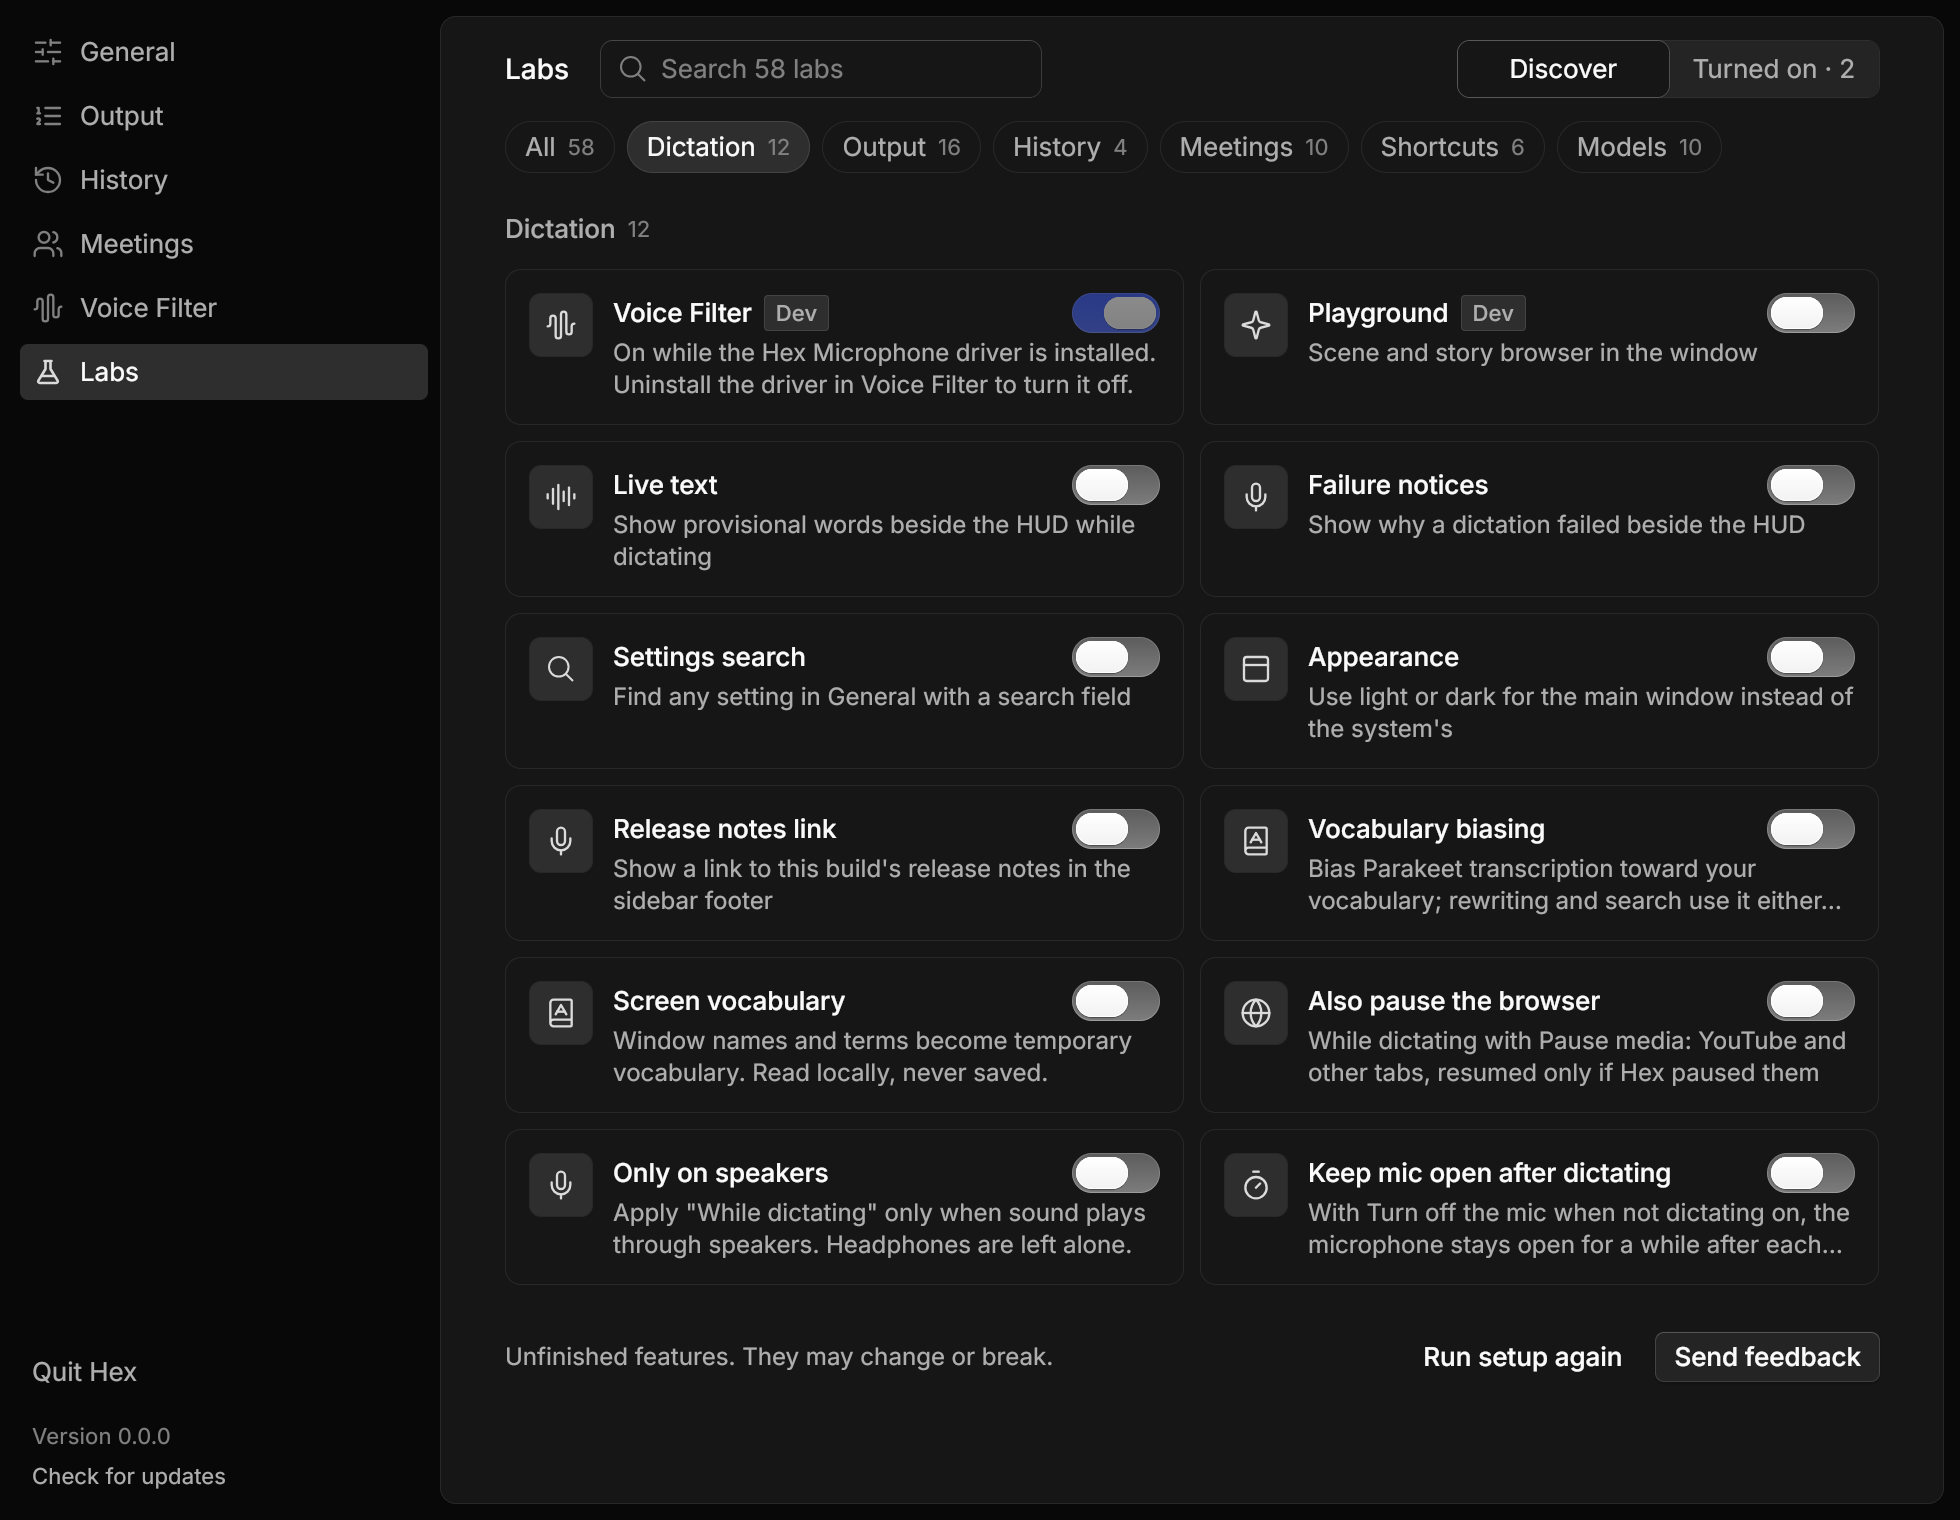 General
Output
History
Meetings
Voice Filter
Labs
Quit Hex
Version 0.0.0
Check for updates
Labs
Search 58 labs
Discover
Turned on · 2
All 58
Dictation 12
Output 16
History 4
Meetings 10
Shortcuts 6
Models 10
Dictation 12
Voice Filter Dev
On while the Hex Microphone driver is installed.
Uninstall the driver in Voice Filter to turn it off.
Playground Dev
Scene and story browser in the window
Live text
Show provisional words beside the HUD while
dictating
Failure notices
Show why a dictation failed beside the HUD
Settings search
Find any setting in General with a search field
Appearance
Use light or dark for the main window instead of
the system's
Release notes link
Show a link to this build's release notes in the
sidebar footer
Vocabulary biasing
Bias Parakeet transcription toward your
vocabulary; rewriting and search use it either...
Screen vocabulary
Window names and terms become temporary
vocabulary. Read locally, never saved.
Also pause the browser
While dictating with Pause media: YouTube and
other tabs, resumed only if Hex paused them
Only on speakers
Apply "While dictating" only when sound plays
through speakers. Headphones are left alone.
Keep mic open after dictating
With Turn off the mic when not dictating on, the
microphone stays open for a while after each...
Unfinished features. They may change or break.
Run setup again
Send feedback